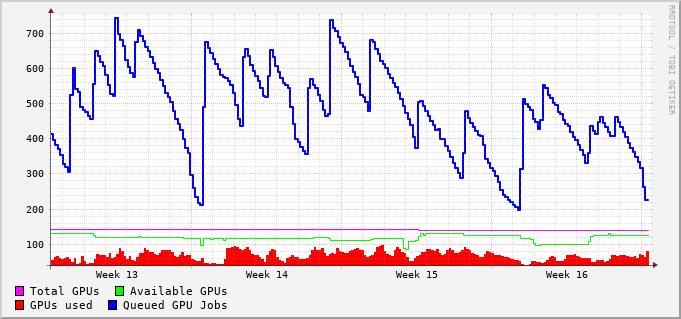 RRDTOOL / TOBI OETIKER
700
600
500
400
300
200
100
Week 13 Week 14 Week 15 Week 16
Total GPUs Available GPUs
GPUs used Queued GPU Jobs